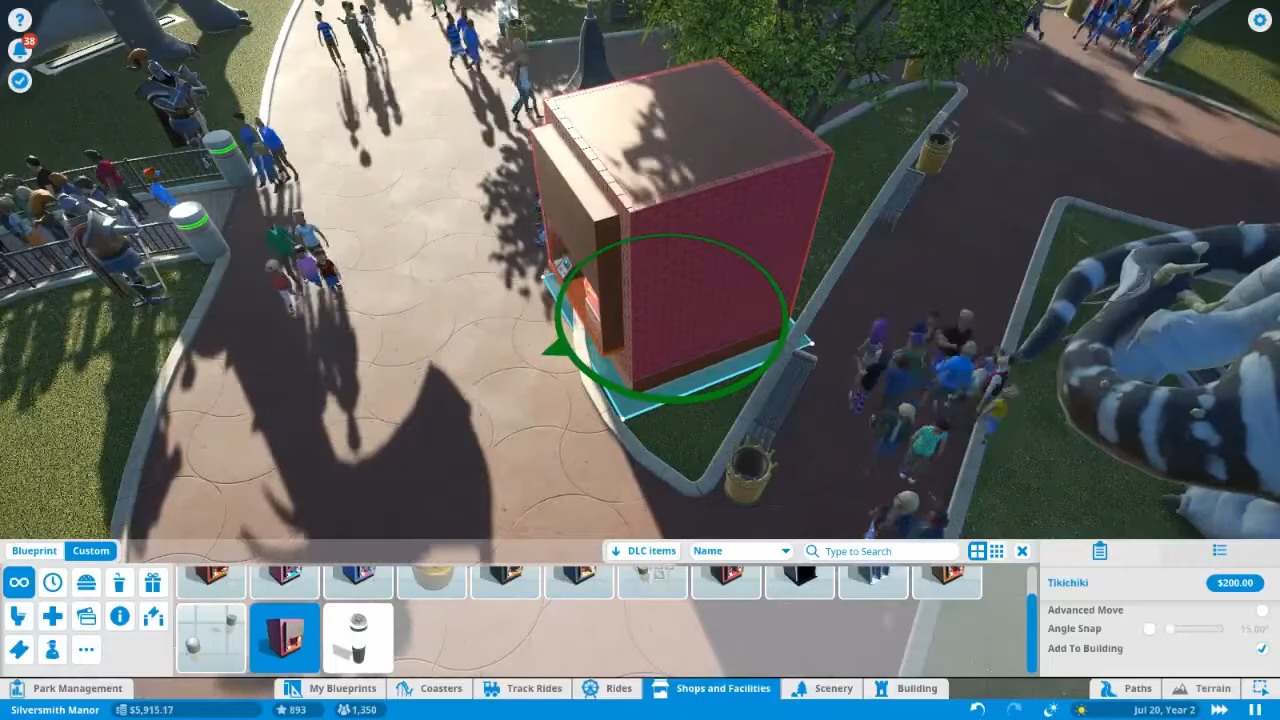 ?
38
Blueprint
Custom
DLC items
Name
Type to Search
Tikichiki
$200.00
Advanced Move
Angle Snap
15.00°
Add To Building
Park Management
My Blueprints
Coasters
Track Rides
Rides
Shops and Facilities
Scenery
Building
Paths
Terrain
Silversmith Manor
$5,915.17
893
1,350
Jul 20, Year 2